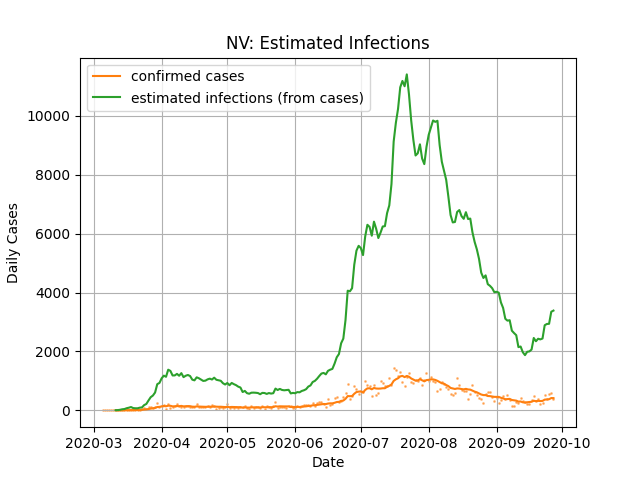 NV: Estimated Infections
confirmed cases
estimated infections (from cases)
Daily Cases
10000
8000
6000
4000
2000
0
2020-03 2020-04 2020-05 2020-06 2020-07 2020-08 2020-09 2020-10
Date